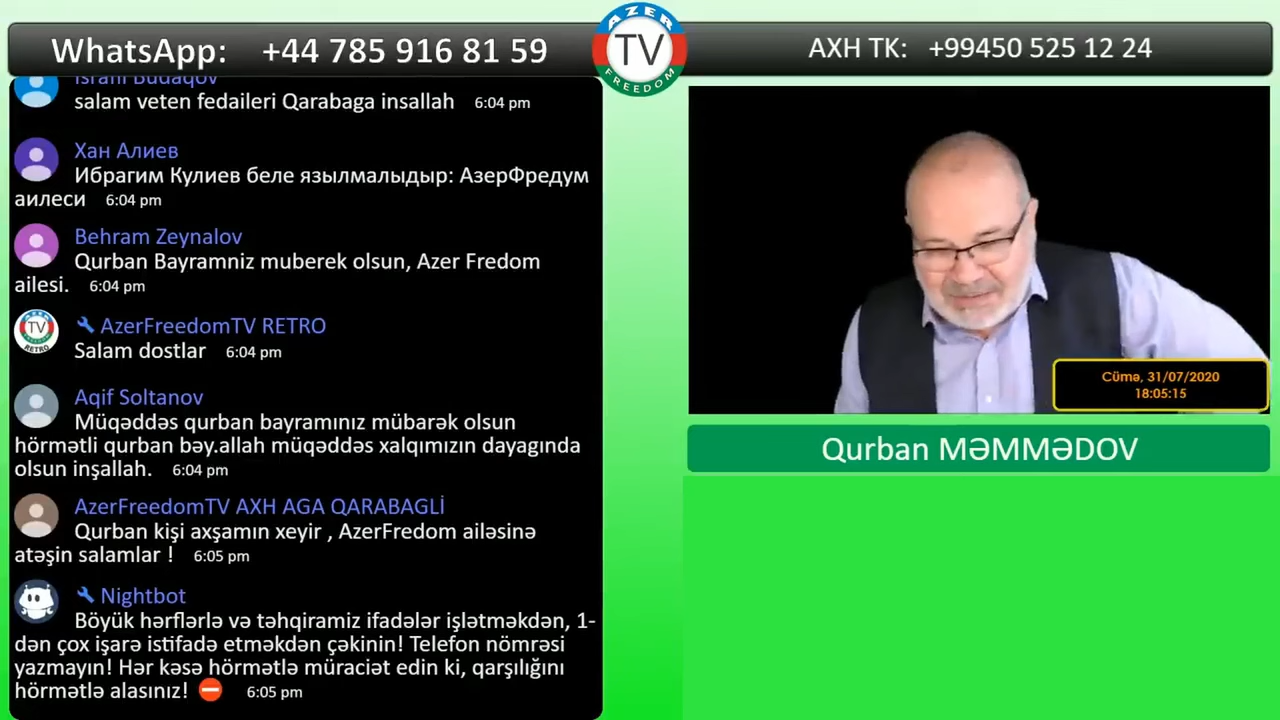 WhatsApp: +44 785 916 81 59
AZER
TV
FREEDOM
AXH TK: +99450 525 12 24
Israfil Budaqov
salam veten fedaileri Qarabaga insallah 6:04 pm
Хан Алиев
Ибрагим Кулиев беле язылмалыдыр: АзерФредум
аилеси 6:04 pm
Behram Zeynalov
Qurban Bayramniz muberek olsun, Azer Fredom
ailesi. 6:04 pm
TV
RETRO
AzerFreedomTV RETRO
Salam dostlar 6:04 pm
Aqif Soltanov
Müqəddəs qurban bayramınız mübarək olsun
hörmətli qurban bəy.allah müqəddəs xalqımızın dayagında
olsun inşallah. 6:04 pm
AzerFreedomTV AXH AGA QARABAGLİ
Qurban kişi axşamın xeyir , AzerFredom ailəsinə
atəşin salamlar ! 6:05 pm
Nightbot
Böyük hərflərlə və təhqiramiz ifadələr işlətməkdən, 1-
dən çox işarə istifadə etməkdən çəkinin! Telefon nömrəsi
yazmayın! Hər kəsə hörmətlə müraciət edin ki, qarşılığını
hörmətlə alasınız! 6:05 pm
Cümə, 31/07/2020
18:05:15
Qurban MƏMMƏDOV